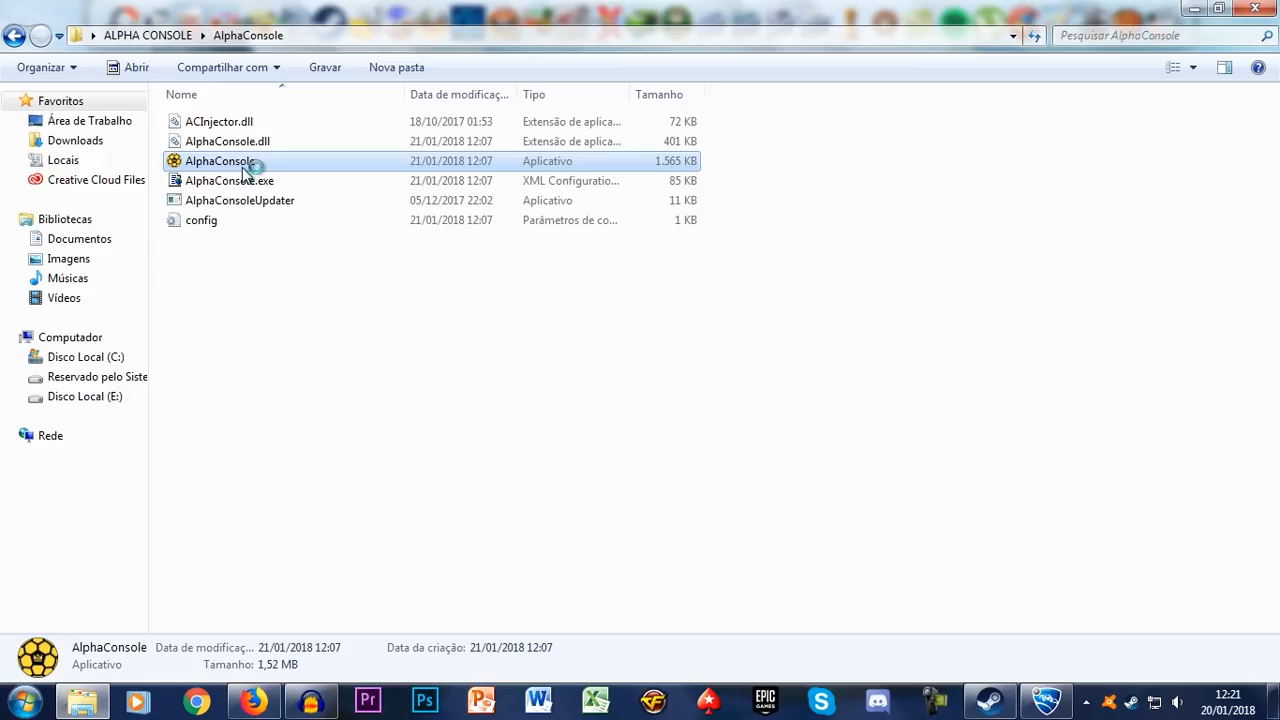 ALPHA CONSOLE AlphaConsole Pesquisar AlphaConsole
Organizar Abrir Compartilhar com Gravar Nova pasta
Nome Data de modificaç... Tipo Tamanho
ACInjector.dll 18/10/2017 01:53 Extensão de aplica... 72 KB
AlphaConsole.dll 21/01/2018 12:07 Extensão de aplica... 401 KB
AlphaConsole 21/01/2018 12:07 Aplicativo 1.565 KB
AlphaConsole.exe 21/01/2018 12:07 XML Configuratio... 85 KB
AlphaConsoleUpdater 05/12/2017 22:02 Aplicativo 11 KB
config 21/01/2018 12:07 Parâmetros de co... 1 KB
Favoritos
Área de Trabalho
Downloads
Locais
Creative Cloud Files
Bibliotecas
Documentos
Imagens
Músicas
Vídeos
Computador
Disco Local (C:)
Reservado pelo Siste
Disco Local (E:)
Rede
AlphaConsole Data de modificaç... 21/01/2018 12:07 Data da criação: 21/01/2018 12:07
Aplicativo Tamanho: 1,52 MB
Pr Ps EPIC GAMES
12:21
20/01/2018